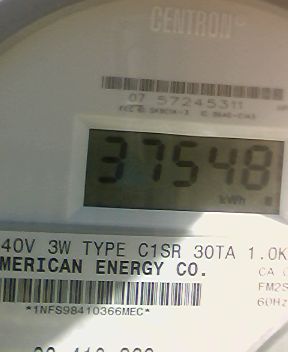 CENTRON
07 57245311
37548
kWh
40V 3W TYPE C1SR 30TA 1.0K
MERICAN ENERGY CO.
CA
FM2S
60Hz
*1NFS98410366MEC*